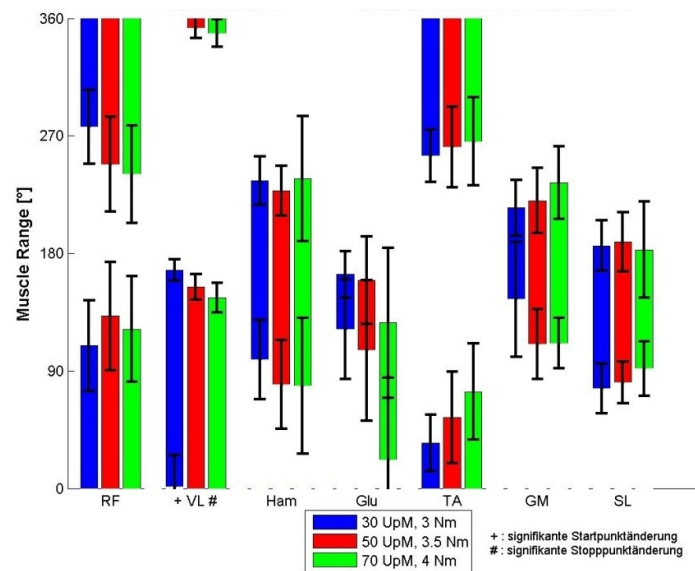 360
270
180
90
0
Muscle Range [°]
RF + VL # Ham Glu TA GM SL
30 UpM, 3 Nm
50 UpM, 3.5 Nm
70 UpM, 4 Nm
+ : signifikante Startpunktänderung
# : signifikante Stopppunktänderung